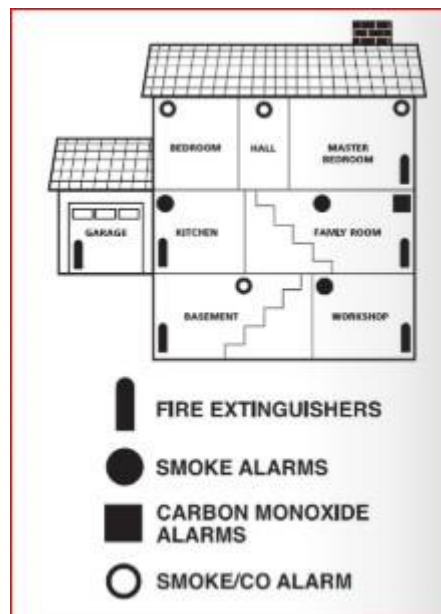 BEDROOM HALL MASTER
BEDROOM
GARAGE KITCHEN FAMLY ROOM
BASEMENT WORKSHOP
FIRE EXTINGUISHERS
SMOKE ALARMS
CARBON MONOXIDE
ALARMS
SMOKE/CO ALARM